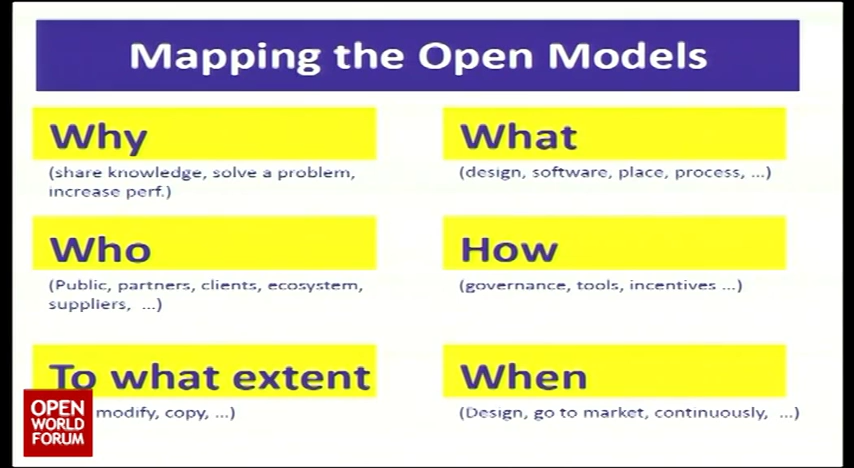 Mapping the Open Models
Why
(share knowledge, solve a problem,
increase perf.)
What
(design, software, place, process, ...)
Who
(Public, partners, clients, ecosystem,
suppliers, ...)
How
(governance, tools, incentives ...)
To what extent
modify, copy, ...)
When
(Design, go to market, continuously, ...)
OPEN
WORLD
FORUM